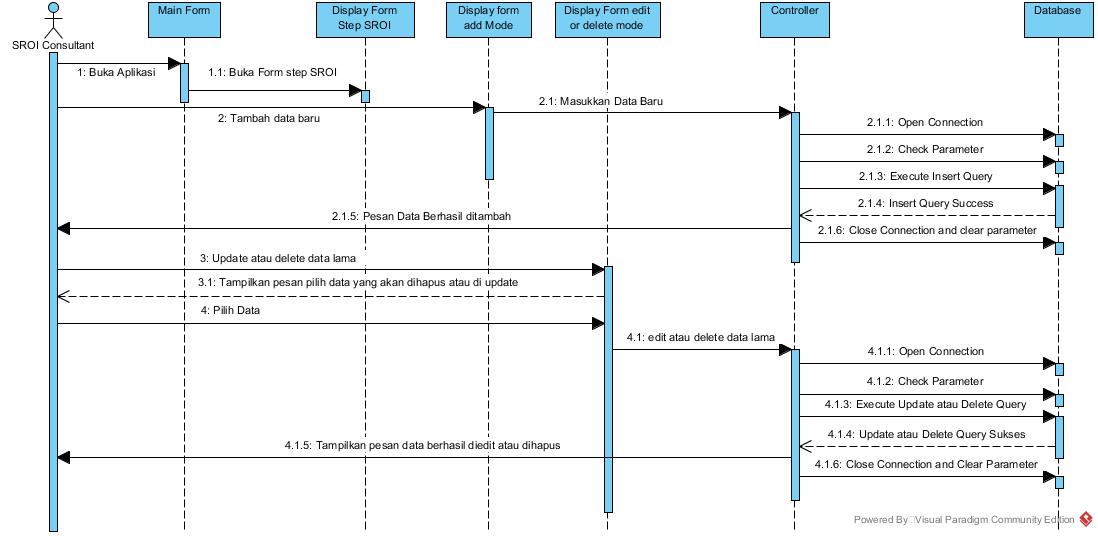 Main Form
Display Form
Step SROI
Display form
add Mode
Display Form edit
or delete mode
Controller
Database
SROI Consultant
1: Buka Aplikasi
1.1: Buka Form step SROI
2: Tambah data baru
2.1: Masukkan Data Baru
2.1.1: Open Connection
2.1.2: Check Parameter
2.1.3: Execute Insert Query
2.1.4: Insert Query Success
2.1.5: Pesan Data Berhasil ditambah
2.1.6: Close Connection and clear parameter
3: Update atau delete data lama
3.1: Tampilkan pesan pilih data yang akan dihapus atau di update
4: Pilih Data
4.1: edit atau delete data lama
4.1.1: Open Connection
4.1.2: Check Parameter
4.1.3: Execute Update atau Delete Query
4.1.4: Update atau Delete Query Sukses
4.1.5: Tampilkan pesan data berhasil diedit atau dihapus
4.1.6: Close Connection and Clear Parameter
Powered By Visual Paradigm Community Edition